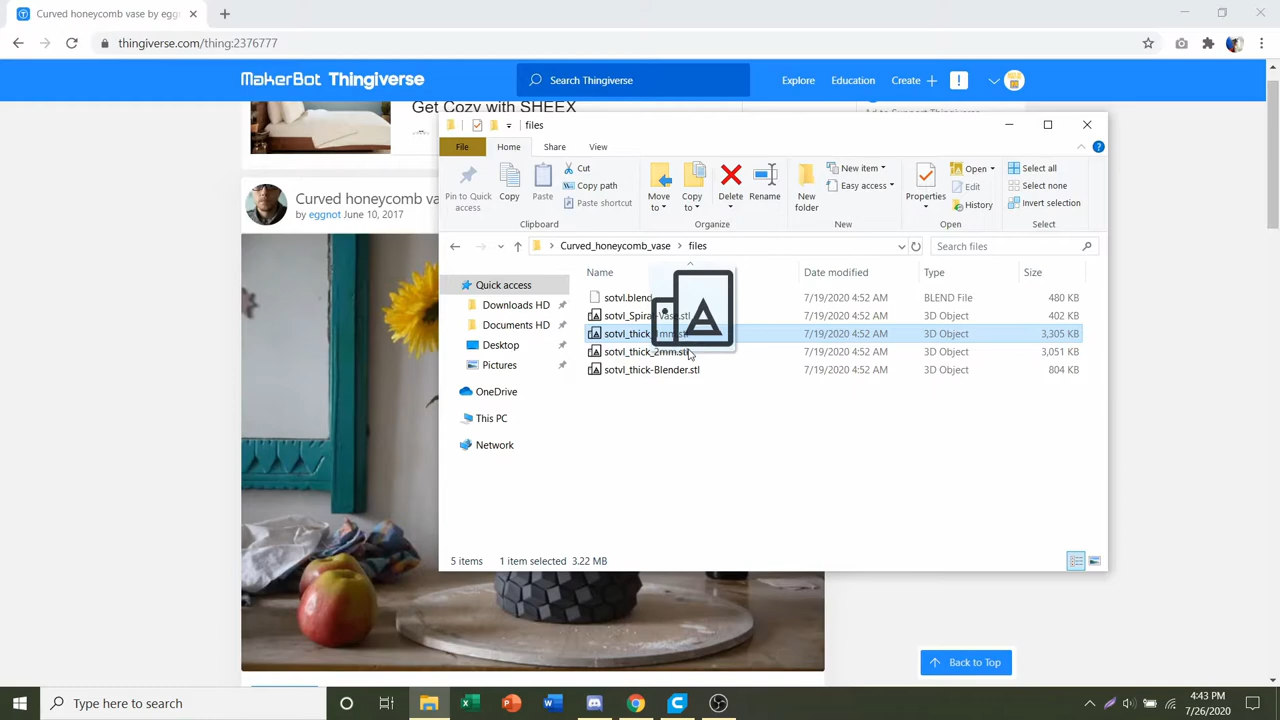 Curved honeycomb vase by egg
thingiverse.com/thing:2376777
MakerBot Thingiverse
Search Thingiverse
Explore
Education
Create
Get Cozy with SHEEX
Add to Support Thingiverse
Curved honeycomb va
by eggnot June 10, 2017
files
File
Home
Share
View
Pin to Quick access
Copy
Paste
Cut
Copy path
Paste shortcut
Clipboard
Move to
Copy to
Delete
Rename
Organize
New folder
New item
Easy access
New
Properties
Open
Edit
History
Open
Select all
Select none
Invert selection
Select
Curved_honeycomb_vase > files
Search files
Quick access
Downloads HD
Documents HD
Desktop
Pictures
OneDrive
This PC
Network
Name Date modified Type Size
sotvl.blend 7/19/2020 4:52 AM BLEND File 480 KB
sotvl_Spiral-Vase.stl 7/19/2020 4:52 AM 3D Object 402 KB
sotvl_thick_1mm.stl 7/19/2020 4:52 AM 3D Object 3,305 KB
sotvl_thick_2mm.stl 7/19/2020 4:52 AM 3D Object 3,051 KB
sotvl_thick-Blender.stl 7/19/2020 4:52 AM 3D Object 804 KB
5 items 1 item selected 3.22 MB
Back to Top
Type here to search
4:43 PM
7/26/2020